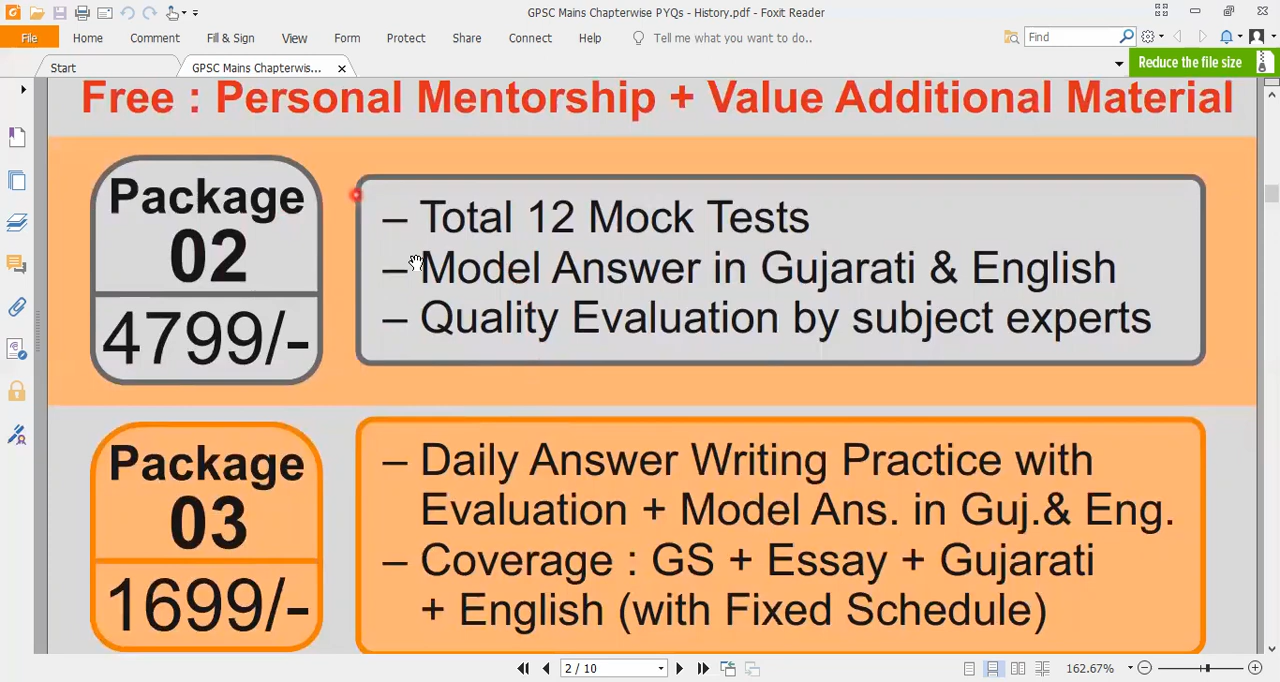 GPSC Mains Chapterwise PYQs - History.pdf - Foxit Reader
File Home Comment Fill & Sign View Form Protect Share Connect Help Tell me what you want to do.. Find
Start GPSC Mains Chapterwis... Reduce the file size
Free : Personal Mentorship + Value Additional Material
Package
02
4799/-
– Total 12 Mock Tests
– Model Answer in Gujarati & English
– Quality Evaluation by subject experts
Package
03
1699/-
– Daily Answer Writing Practice with
Evaluation + Model Ans. in Guj.& Eng.
– Coverage : GS + Essay + Gujarati
+ English (with Fixed Schedule)
2 / 10 162.67%